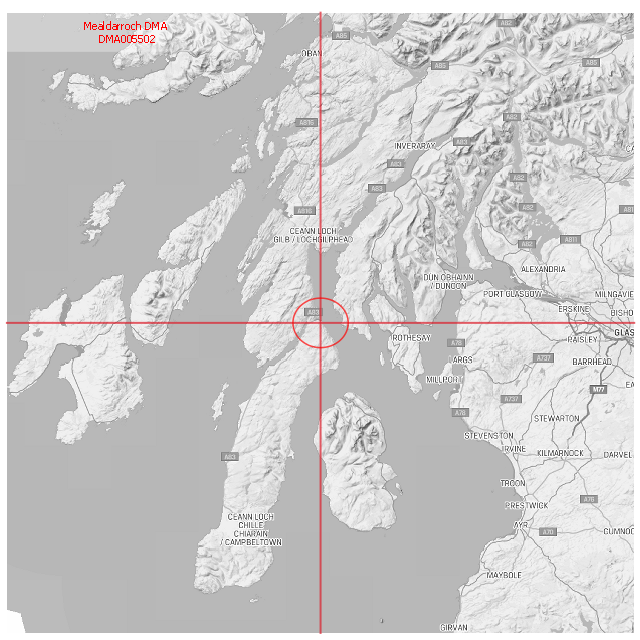 Mealdarroch DMA
DMA005502
A82
A85
OBAN
A85
A85
A816
A82
INVERARAY
A83
A83
A82
A83
A82
A816
CEANN LOCH
GILB / LOCHGILPHEAD
A82
A811
ALEXANDRIA
DUN OBHAINN
/ DUNOON
PORT GLASGOW
MILNGAVIE
ERSKINE
BISHO
A83
GLAS
ROTHESAY
PAISLEY
A78
LARGS
A737
BARRHEAD
MILLPORT
M77
EA
A737
A78
STEWARTON
STEVENSTON
IRVINE
KILMARNOCK
DARVEL
A83
TROON
A76
PRESTWICK
CEANN LOCH
CHILLE
CHIARAIN
/ CAMPBELTOWN
AYR
A70
CUMNOC
MAYBOLE
GIRVAN